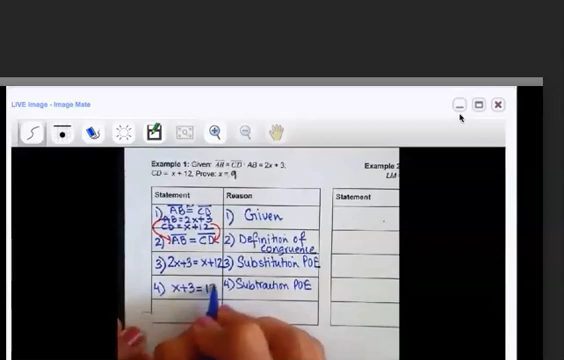 LIVE Image - Image Mate
Example 1: Given: AB ≅ CD · AB = 2x + 3,
CD = x + 12, Prove: x = 9
Statement Reason
1) AB ≅ CD
AB = 2x+3
CD = x+12
1) Given
2) AB = CD
2) Definition of
congruence
3) 2x+3 = x+12
3) Substitution POE
4) x+3 = 1
4) Subtraction POE
Example
Statement